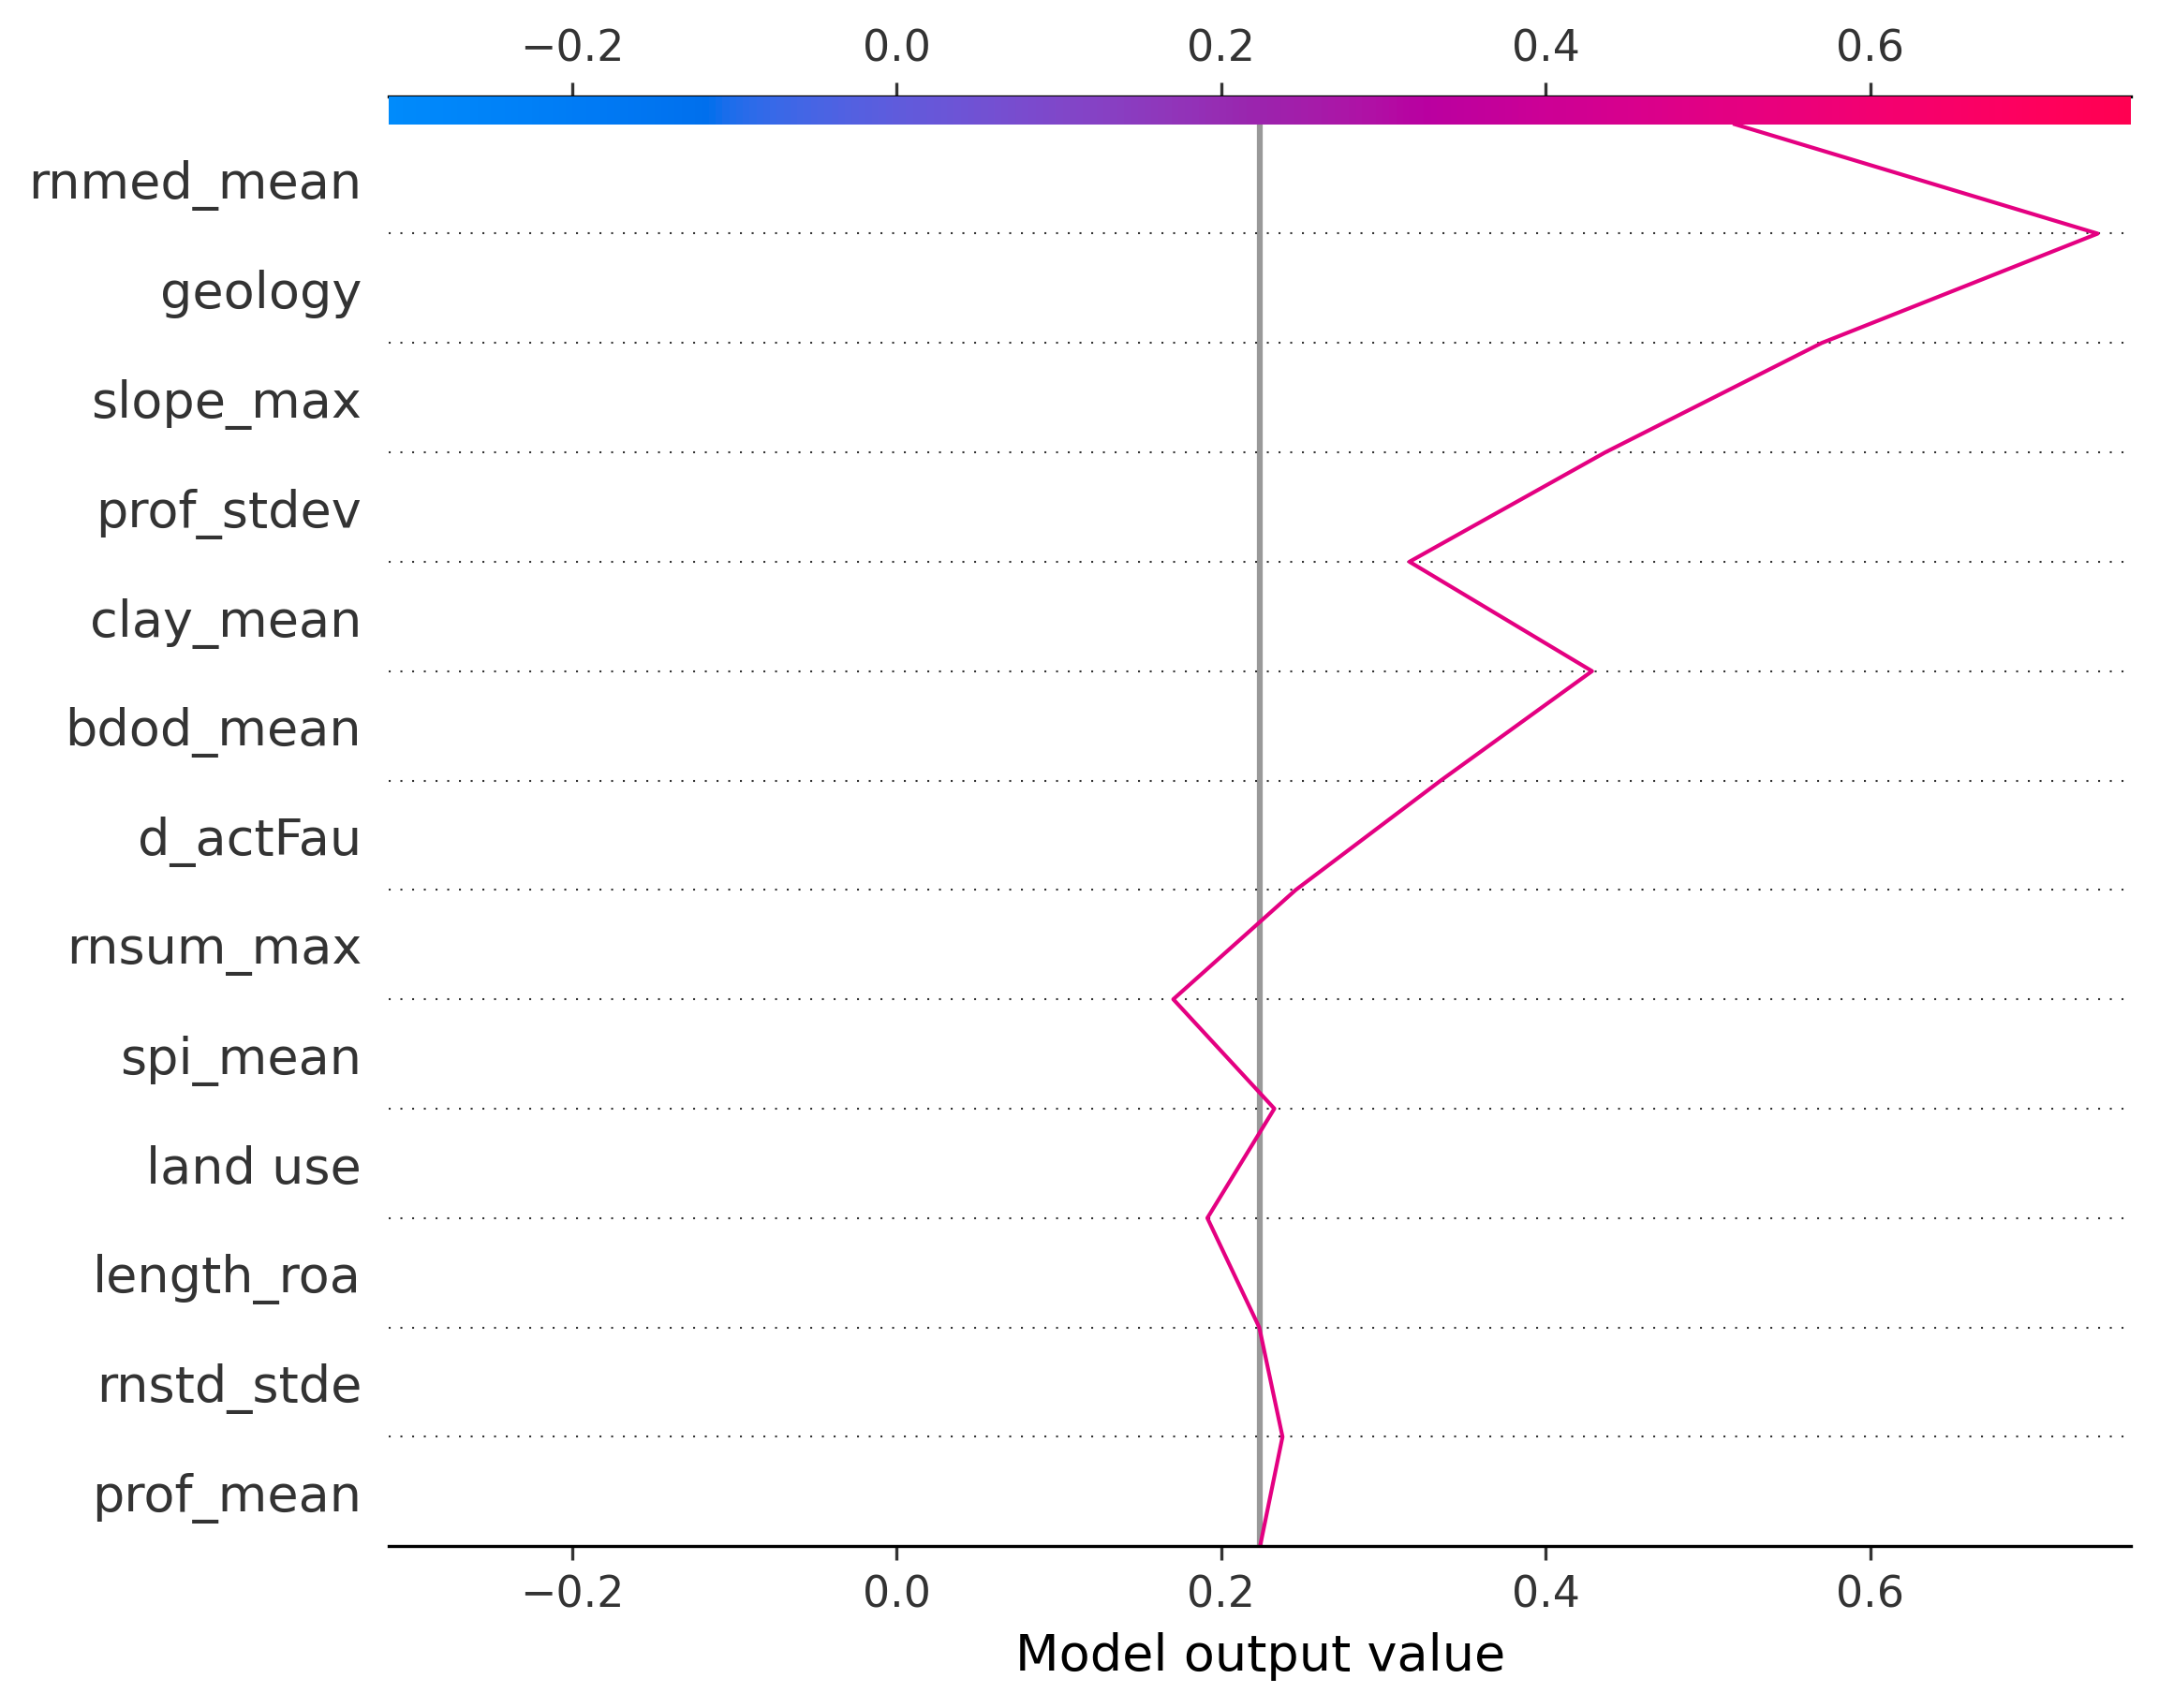 −0.2 0.0 0.2 0.4 0.6
rnmed_mean
geology
slope_max
prof_stdev
clay_mean
bdod_mean
d_actFau
rnsum_max
spi_mean
land use
length_roa
rnstd_stde
prof_mean
−0.2 0.0 0.2 0.4 0.6
Model output value